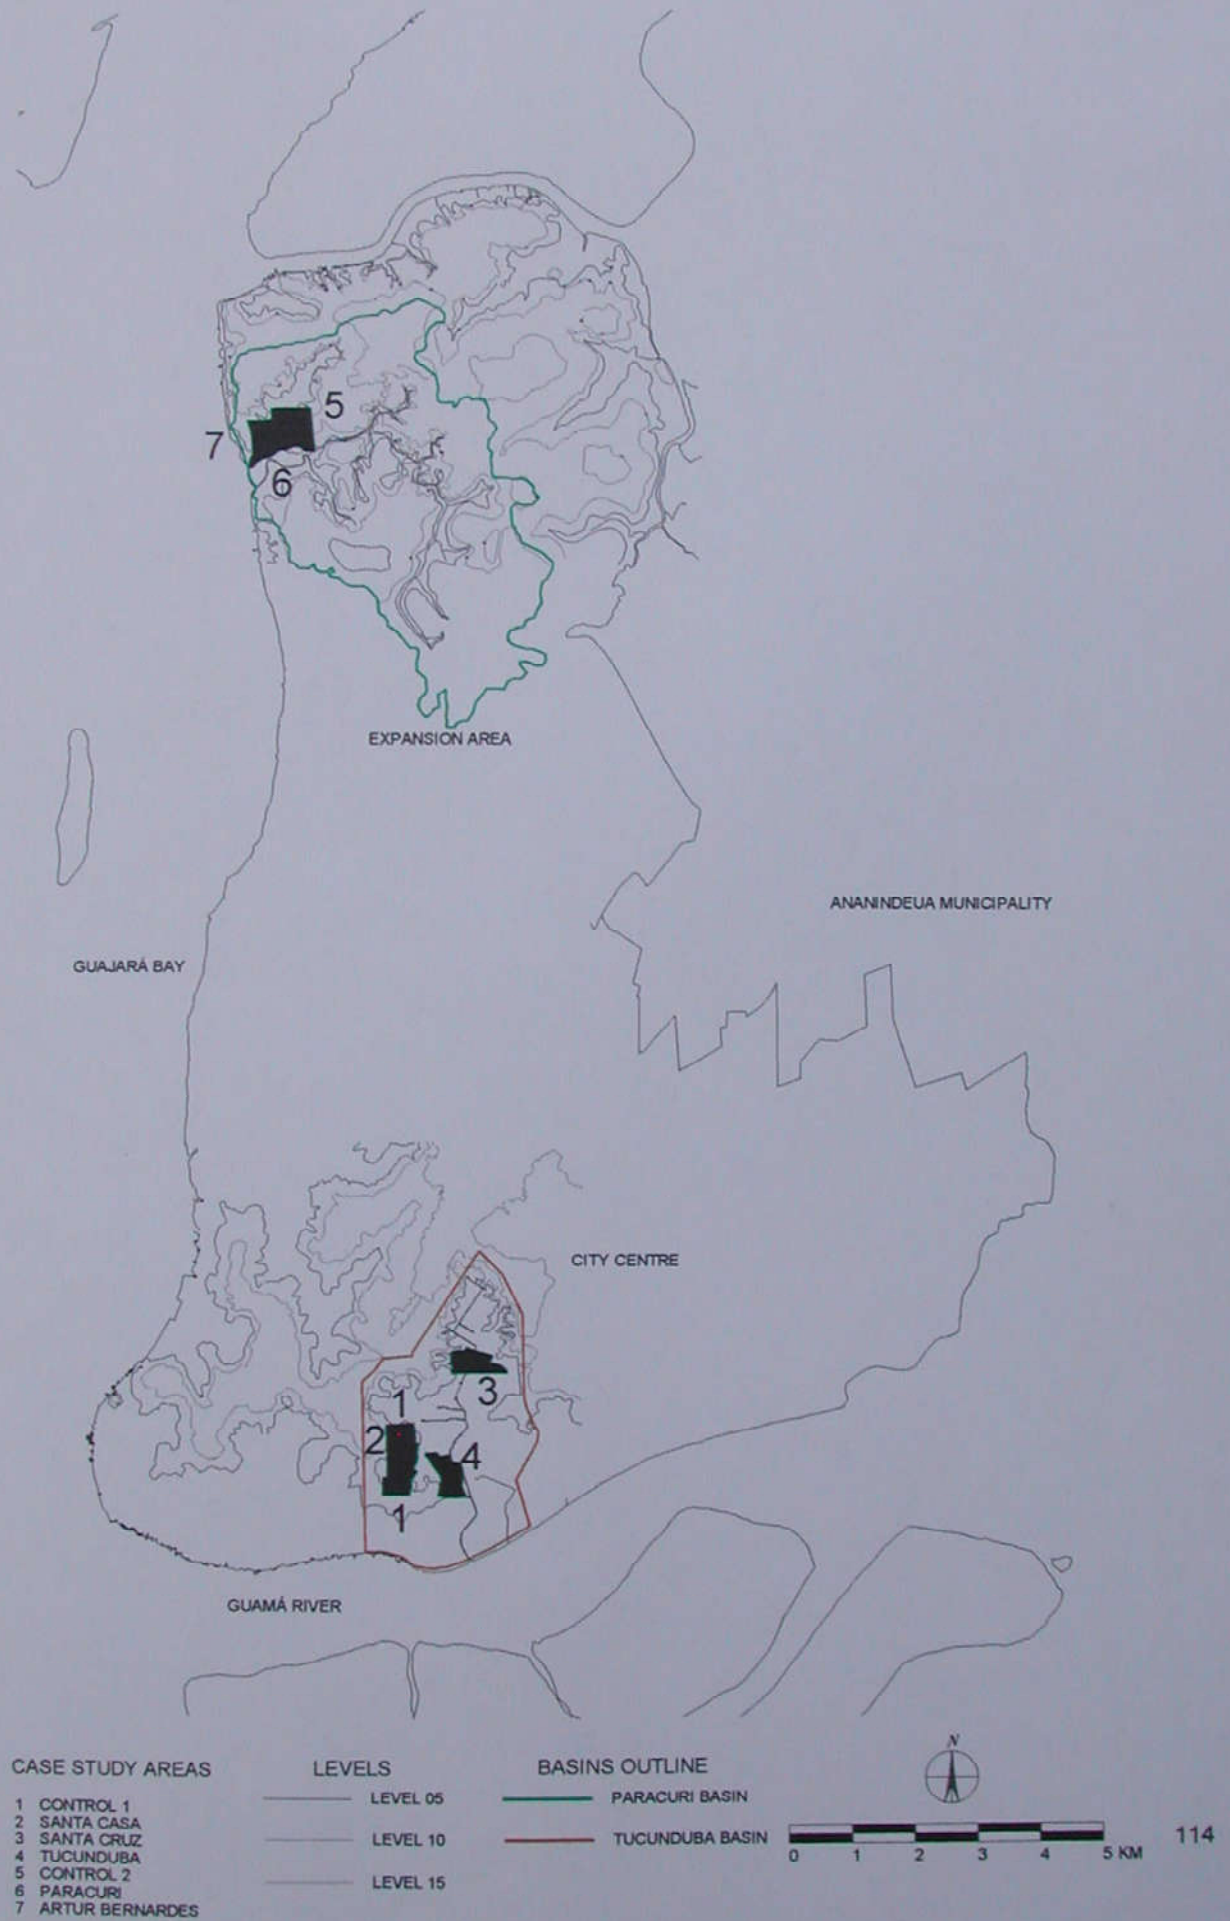 5
7
6
EXPANSION AREA
ANANINDEUA MUNICIPALITY
GUAJARÁ BAY
CITY CENTRE
3
1
2
4
1
GUAMÁ RIVER
CASE STUDY AREAS
1 CONTROL 1
2 SANTA CASA
3 SANTA CRUZ
4 TUCUNDUBA
5 CONTROL 2
6 PARACURI
7 ARTUR BERNARDES
LEVELS
LEVEL 05
LEVEL 10
LEVEL 15
BASINS OUTLINE
PARACURI BASIN
TUCUNDUBA BASIN
N
0 1 2 3 4 5 KM
114